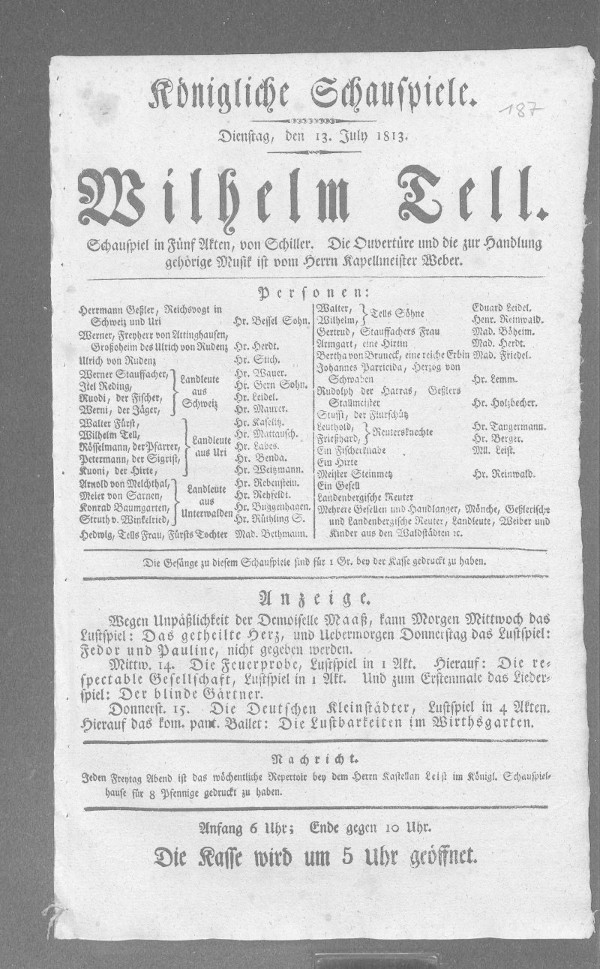 Königliche Schauspiele.
187
Dienstag, den 13. July 1813.
Wilhelm Tell.
Schauspiel in Fünf Akten, von Schiller. Die Ouvertüre und die zur Handlung
gehörige Musik ist vom Herrn Kapellmeister Weber.
Personen:
Herrmann Geßler, Reichsvogt in
Schweiz und Uri Hr. Bessel Sohn.
Werner, Freyherr von Attinghausen,
Großoheim des Ulrich von Rudenz Hr. Herdt.
Ulrich von Rudenz Hr. Stich.
Werner Stauffacher, Hr. Wauer.
Itel Reding, Landleute Hr. Gern Sohn.
Ruodi, der Fischer, aus Hr. Leidel.
Werni, der Jäger, Schweiz Hr. Maurer.
Walter Fürst, Hr. Kaselitz.
Wilhelm Tell, Hr. Mattausch.
Rösselmann, der Pfarrer, Landleute Hr. Labes.
Petermann, der Sigrist, aus Uri Hr. Benda.
Kuoni, der Hirte, Hr. Weitzmann.
Arnold von Melchthal, Hr. Rebenstein.
Meier von Sarnen, Landleute Hr. Rehfeldt.
Konrad Baumgarten, aus Hr. Buggenhagen.
Struth v. Winkelried, Unterwalden Hr. Rüthling S.
Hedwig, Tells Frau, Fürsts Tochter Mad. Bethmann.
Walter, Eduard Leidel.
Wilhelm, Tells Söhne Henr. Reinwald.
Gertrud, Stauffachers Frau Mad. Böheim.
Armgart, eine Hirtin Mad. Herdt.
Bertha von Bruneck, eine reiche Erbin Mad. Friedel.
Johannes Parricida, Herzog von
Schwaben Hr. Lemm.
Rudolph der Harras, Geßlers
Stallmeister Hr. Holzbecher.
Stüssi, der Flurschütz
Leuthold, Hr. Tangermann.
Frießhard, Reutersknechte Hr. Berger.
Ein Fischerknabe Mll. Leist.
Ein Hirte
Meister Steinmetz Hr. Reinwald.
Ein Gesell
Landenbergische Reuter
Mehrere Gesellen und Handlanger, Mönche, Geßlerische
und Landenbergische Reuter, Landleute, Weiber und
Kinder aus den Waldstädten ꝛc.
Die Gesänge zu diesem Schauspiele sind für 1 Gr. bey der Kasse gedruckt zu haben.
Anzeige.
Wegen Unpäßlichkeit der Demoiselle Maaß, kann Morgen Mittwoch das
Lustspiel: Das getheilte Herz, und Uebermorgen Donnerstag das Lustspiel:
Fedor und Pauline, nicht gegeben werden.
Mittw. 14. Die Feuerprobe, Lustspiel in 1 Akt. Hierauf: Die re-
spectable Gesellschaft, Lustspiel in 1 Akt. Und zum Erstenmale das Lieder-
spiel: Der blinde Gärtner.
Donnerst. 15. Die Deutschen Kleinstädter, Lustspiel in 4 Akten.
Hierauf das kom. pant. Ballet: Die Lustbarkeiten im Wirthsgarten.
Nachricht.
Jeden Freytag Abend ist das wöchentliche Repertoir bey dem Herrn Kastellan Leist im Königl. Schauspiel-
hause für 8 Pfennige gedruckt zu haben.
Anfang 6 Uhr; Ende gegen 10 Uhr.
Die Kasse wird um 5 Uhr geöffnet.